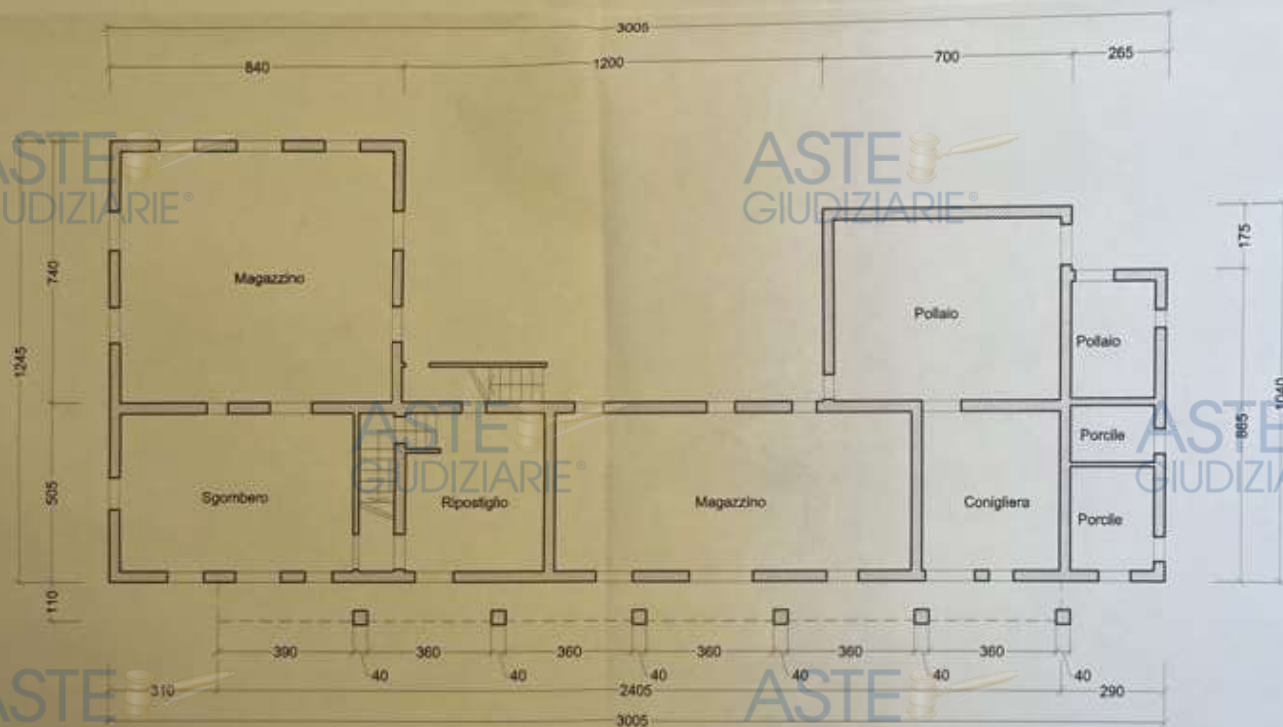 3005
840
1200
700
265
ASTE
GIUDIZIARIE®
ASTE
GIUDIZIARIE®
175
740
Magazzino
Pollaio
Pollaio
1245
1040
865
ASTE
GIUDIZIARIE®
Porcile
ASTE
GIUDIZIA
505
Sgombero
Ripostiglio
Magazzino
Conigliera
Porcile
110
390
360
360
360
360
360
40
40
40
40
40
40
310
2405
290
ASTE
ASTE
3005